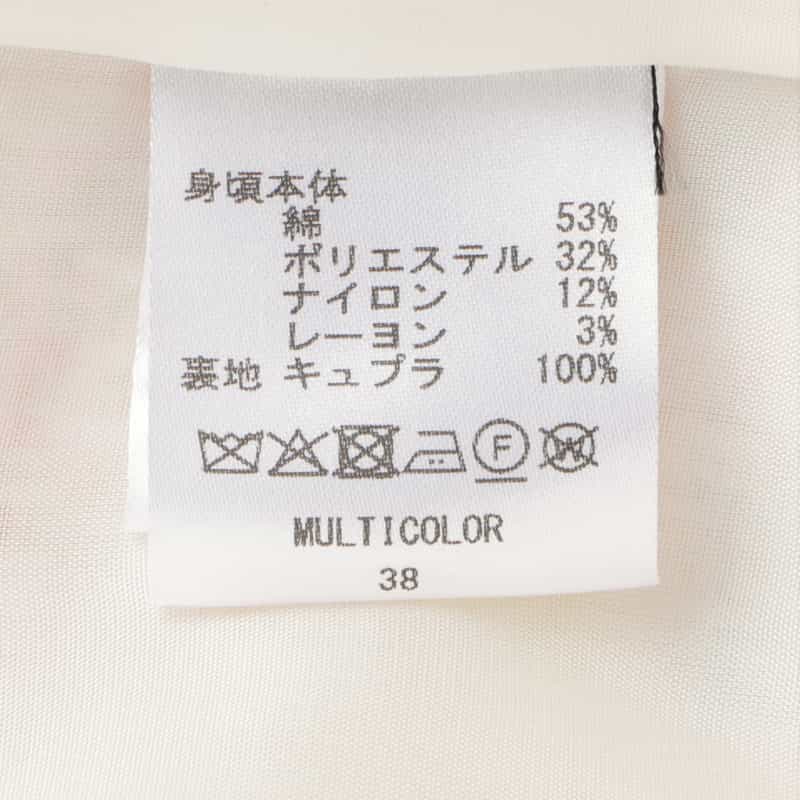 身頃本体
綿 53%
ポリエステル 32%
ナイロン 12%
レーヨン 3%
裏地 キュプラ 100%
F W
MULTICOLOR
38